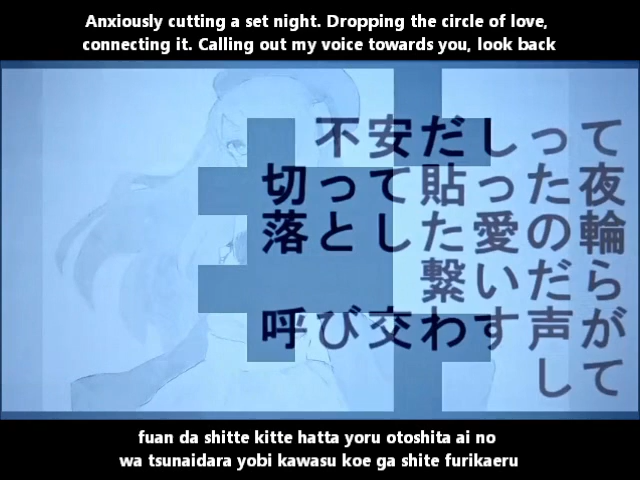 Anxiously cutting a set night. Dropping the circle of love,
connecting it. Calling out my voice towards you, look back
不安だしって
切って貼った夜
落とした愛の輪
繋いだら
呼び交わす声が
して
fuan da shitte kitte hatta yoru otoshita ai no
wa tsunaidara yobi kawasu koe ga shite furikaeru